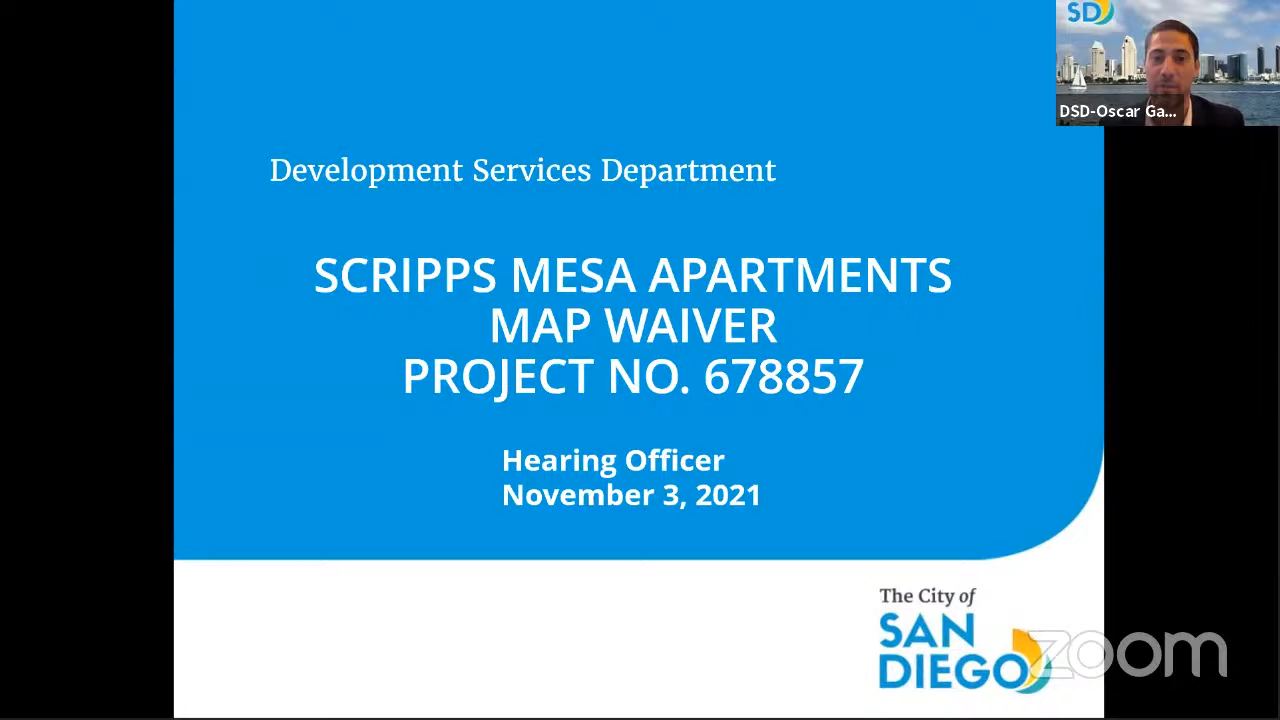 SD
DSD-Oscar Ga...
Development Services Department
SCRIPPS MESA APARTMENTS
MAP WAIVER
PROJECT NO. 678857
Hearing Officer
November 3, 2021
The City of
SAN
DIEGO
zoom